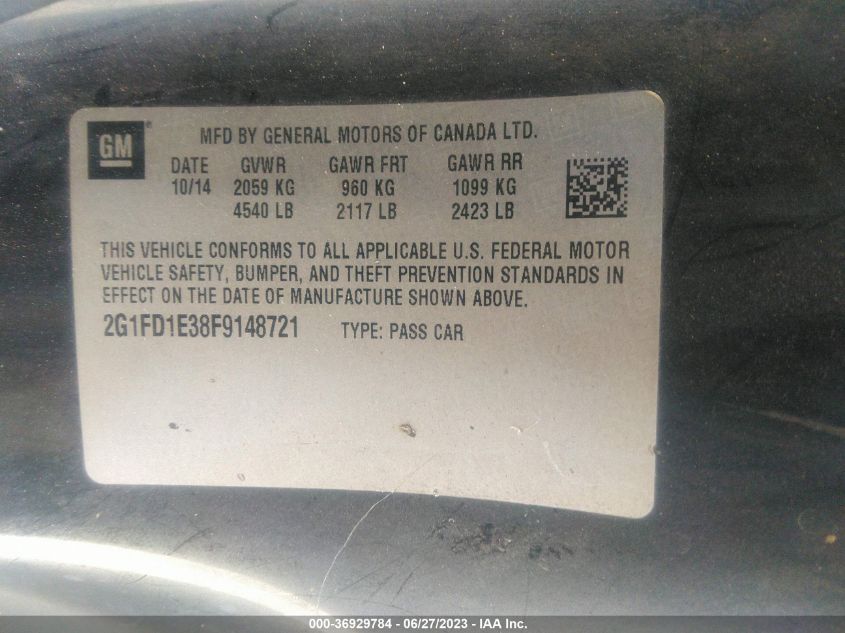 GM
MFD BY GENERAL MOTORS OF CANADA LTD.
DATE GVWR GAWR FRT GAWR RR
10/14 2059 KG 960 KG 1099 KG
4540 LB 2117 LB 2423 LB
THIS VEHICLE CONFORMS TO ALL APPLICABLE U.S. FEDERAL MOTOR
VEHICLE SAFETY, BUMPER, AND THEFT PREVENTION STANDARDS IN
EFFECT ON THE DATE OF MANUFACTURE SHOWN ABOVE.
2G1FD1E38F9148721 TYPE: PASS CAR
000-36929784 - 06/27/2023 - IAA Inc.